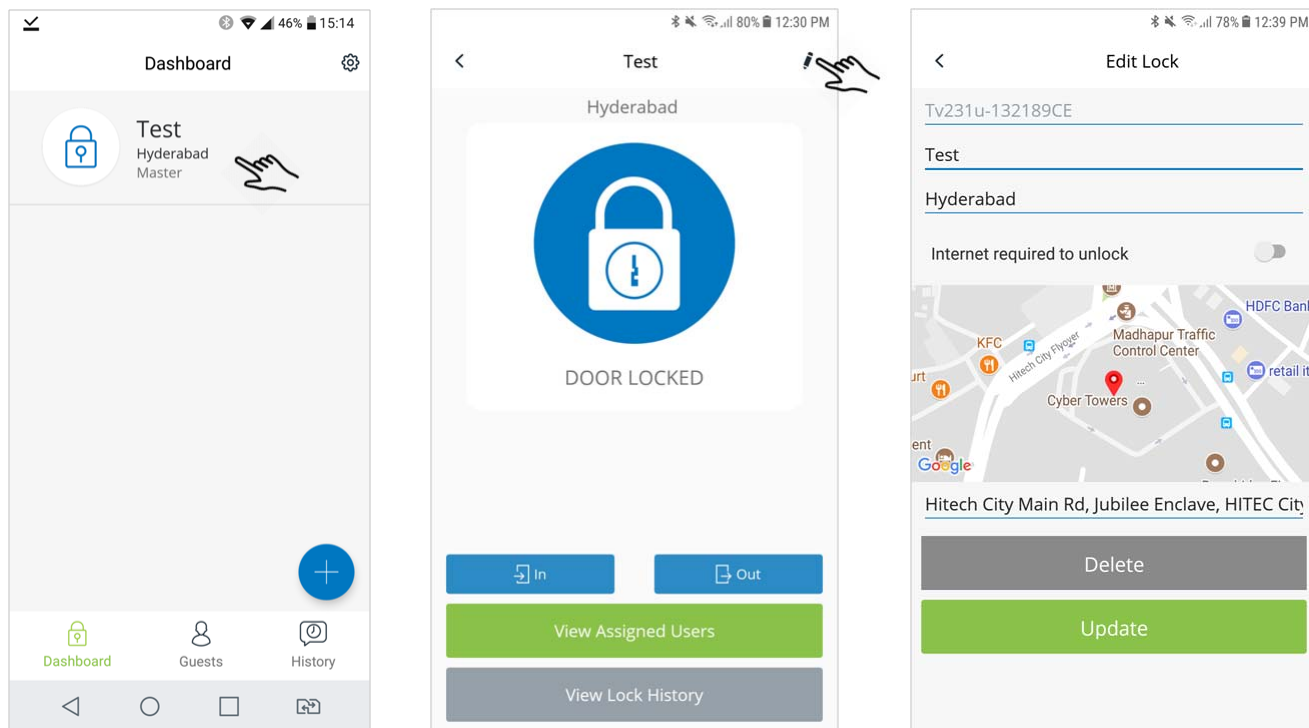 46% 15:14
Dashboard
Test
Hyderabad
Master
Dashboard
Guests
History
80% 12:30 PM
Test
Hyderabad
DOOR LOCKED
In
Out
View Assigned Users
View Lock History
78% 12:39 PM
Edit Lock
Tv231u-132189CE
Test
Hyderabad
Internet required to unlock
HDFC Bank
KFC
Hitech City Flyover
Madhapur Traffic
Control Center
urt
retail it
Cyber Towers
...
ent
Google
Hitech City Main Rd, Jubilee Enclave, HITEC City
Delete
Update